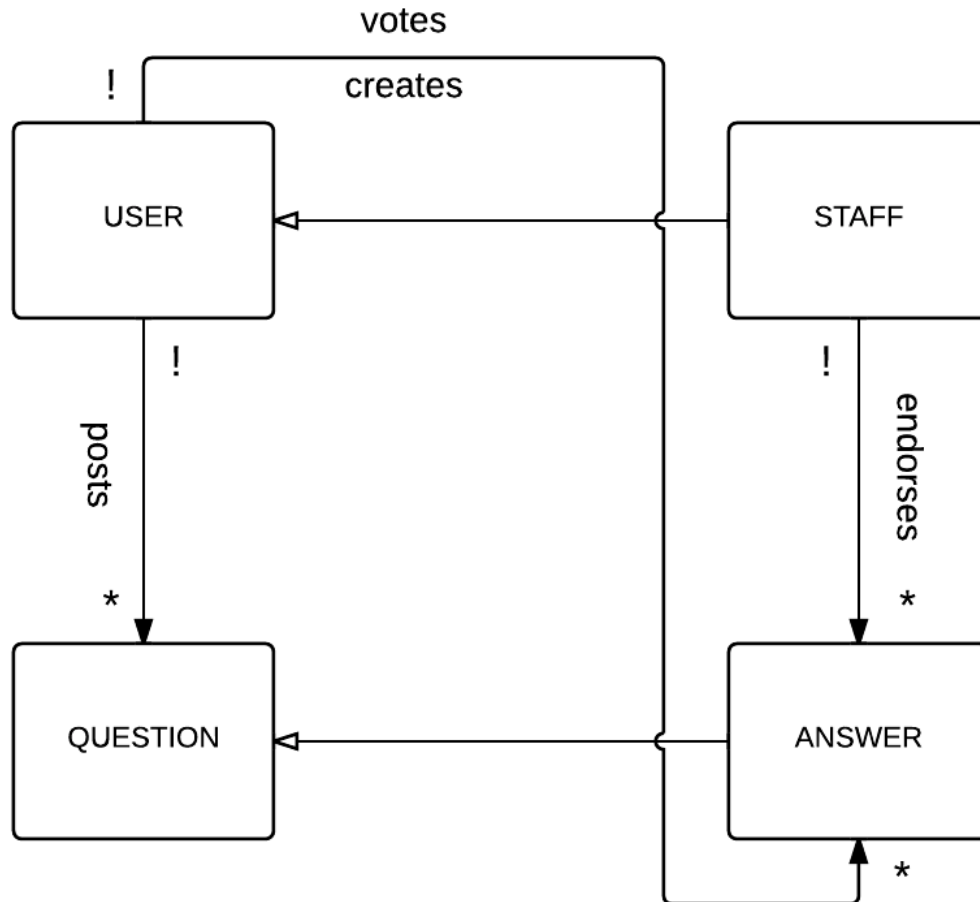 votes
!
creates
USER
STAFF
!
!
posts
endorses
*
*
QUESTION
ANSWER
*